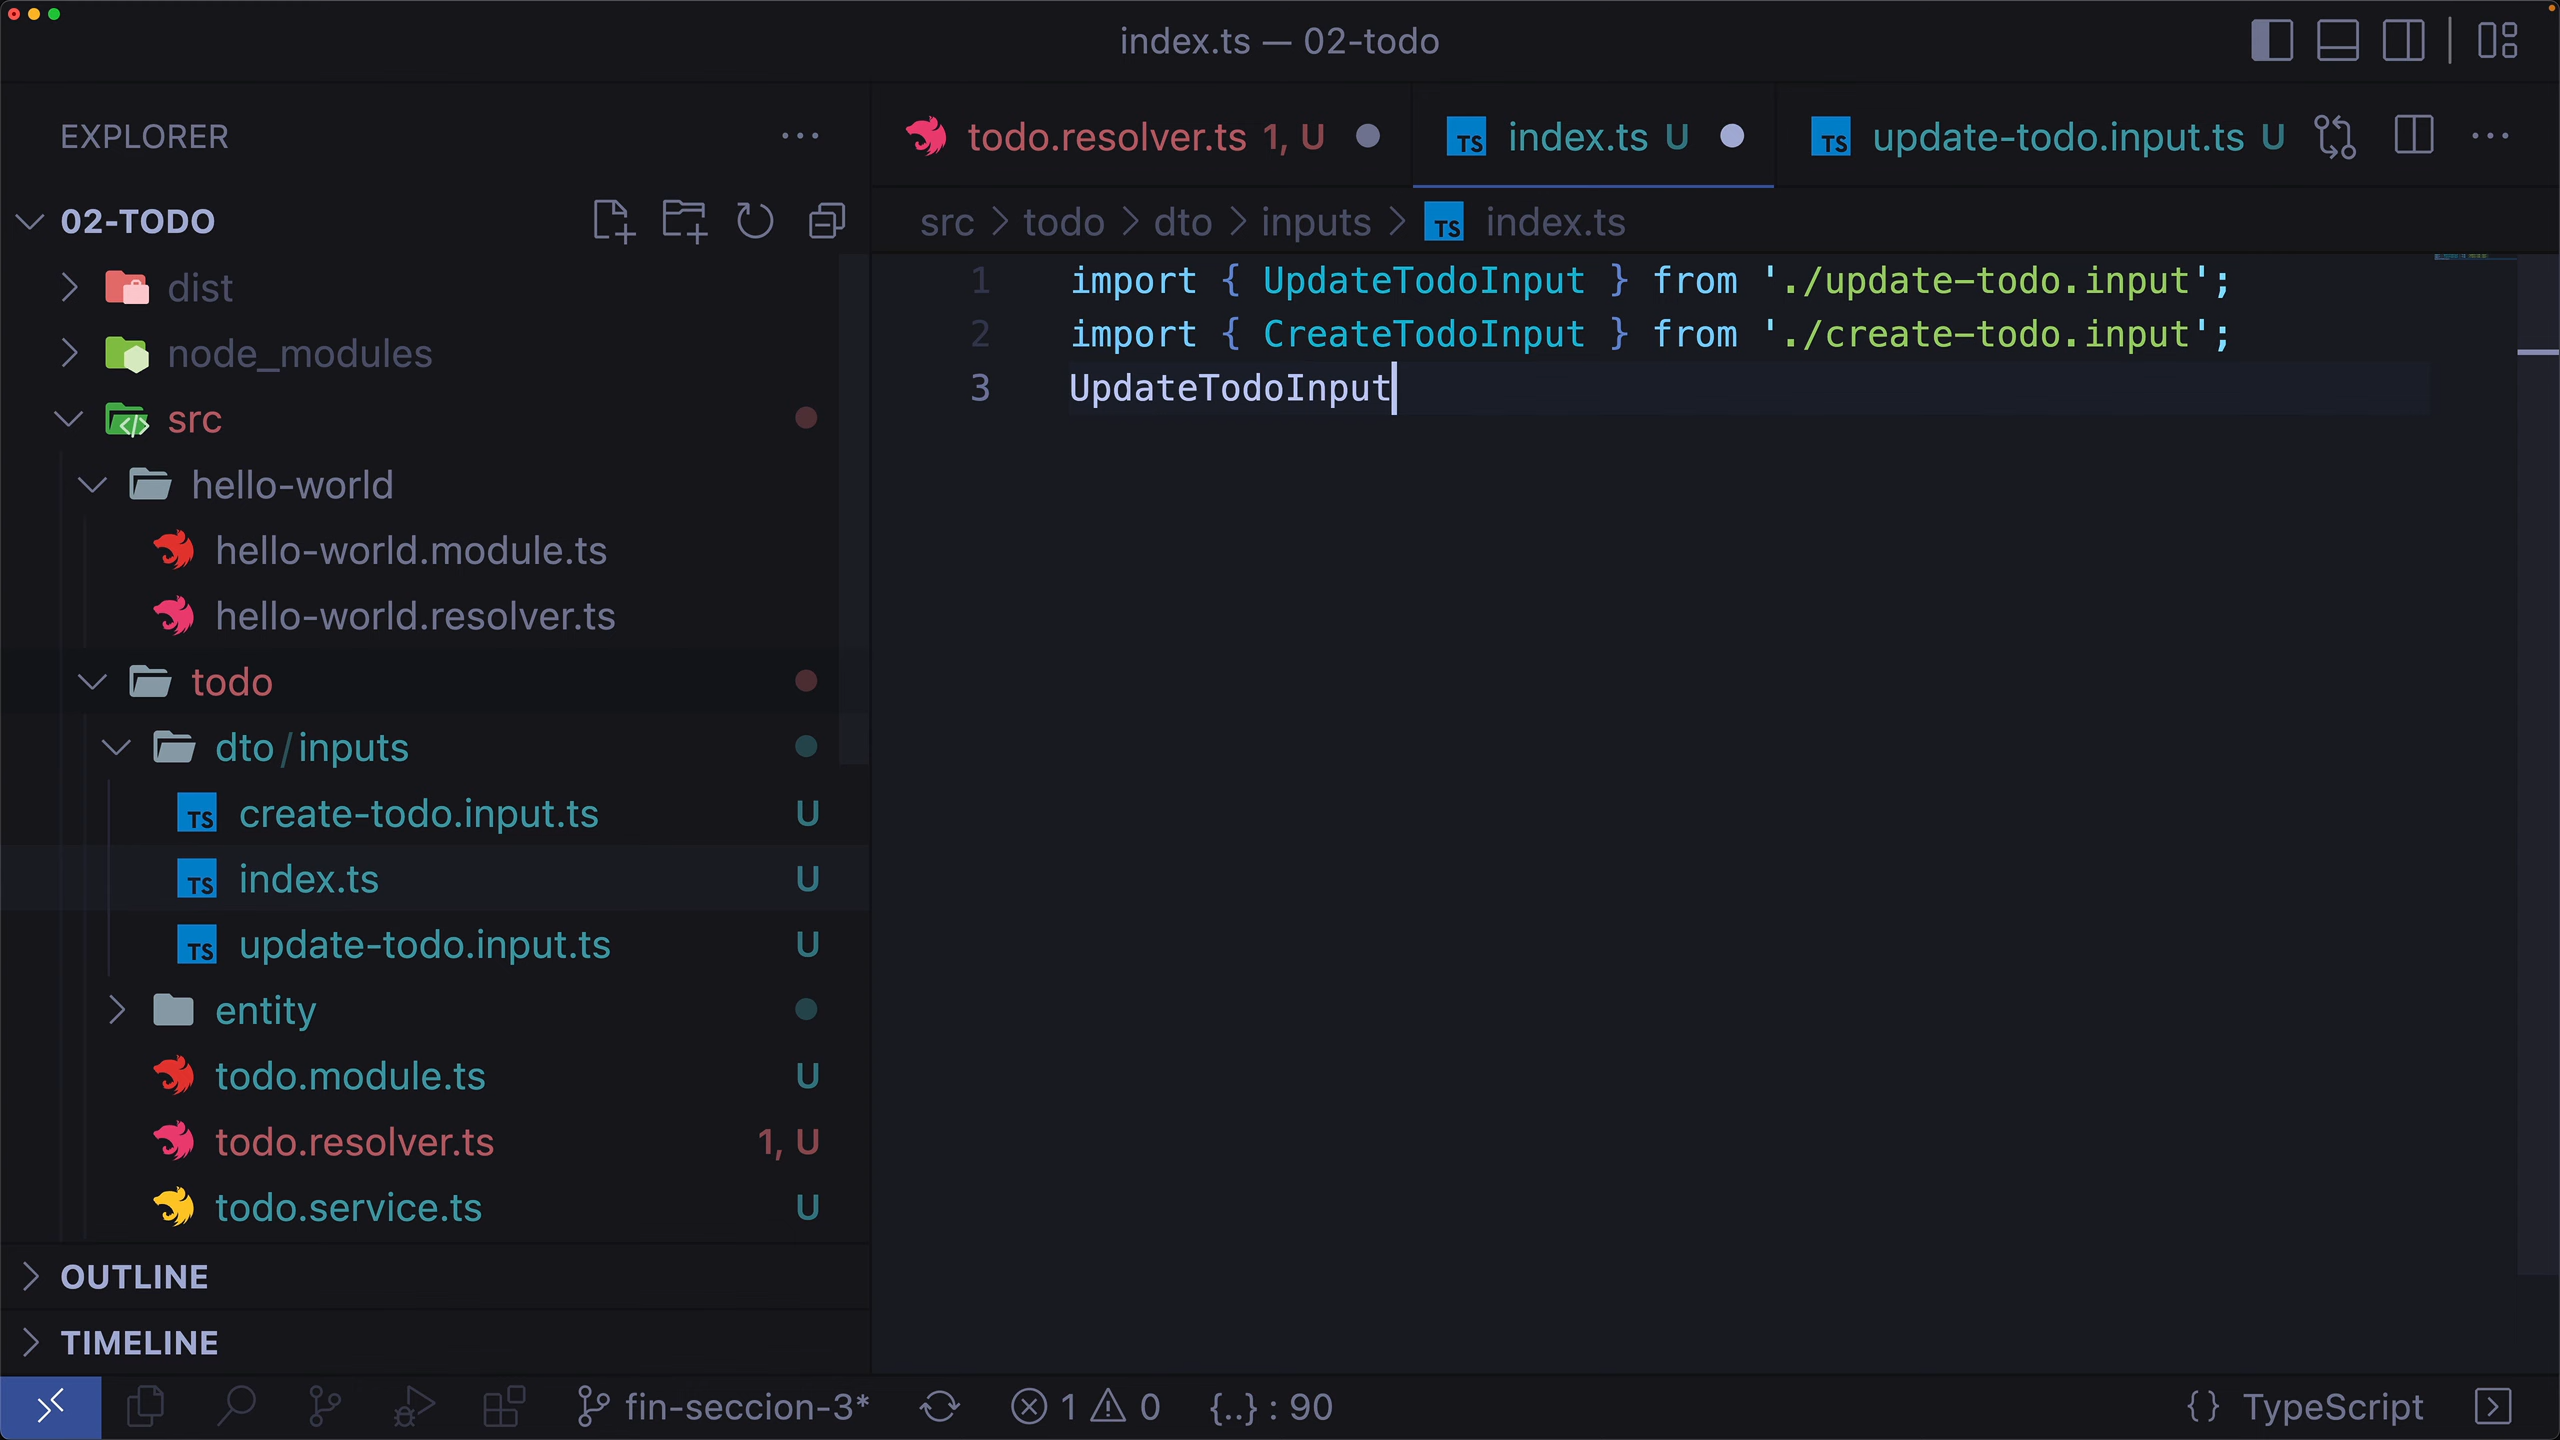 index.ts — 02-todo
EXPLORER
02-TODO
dist
node_modules
src
hello-world
hello-world.module.ts
hello-world.resolver.ts
todo
dto/inputs
create-todo.input.ts U
index.ts U
update-todo.input.ts U
entity
todo.module.ts U
todo.resolver.ts 1, U
todo.service.ts U
OUTLINE
TIMELINE
todo.resolver.ts 1, U
TS index.ts U
TS update-todo.input.ts U
src > todo > dto > inputs > TS index.ts
1 import { UpdateTodoInput } from './update-todo.input';
2 import { CreateTodoInput } from './create-todo.input';
3 UpdateTodoInput
fin-seccion-3* 1 0 {..} : 90 {} TypeScript